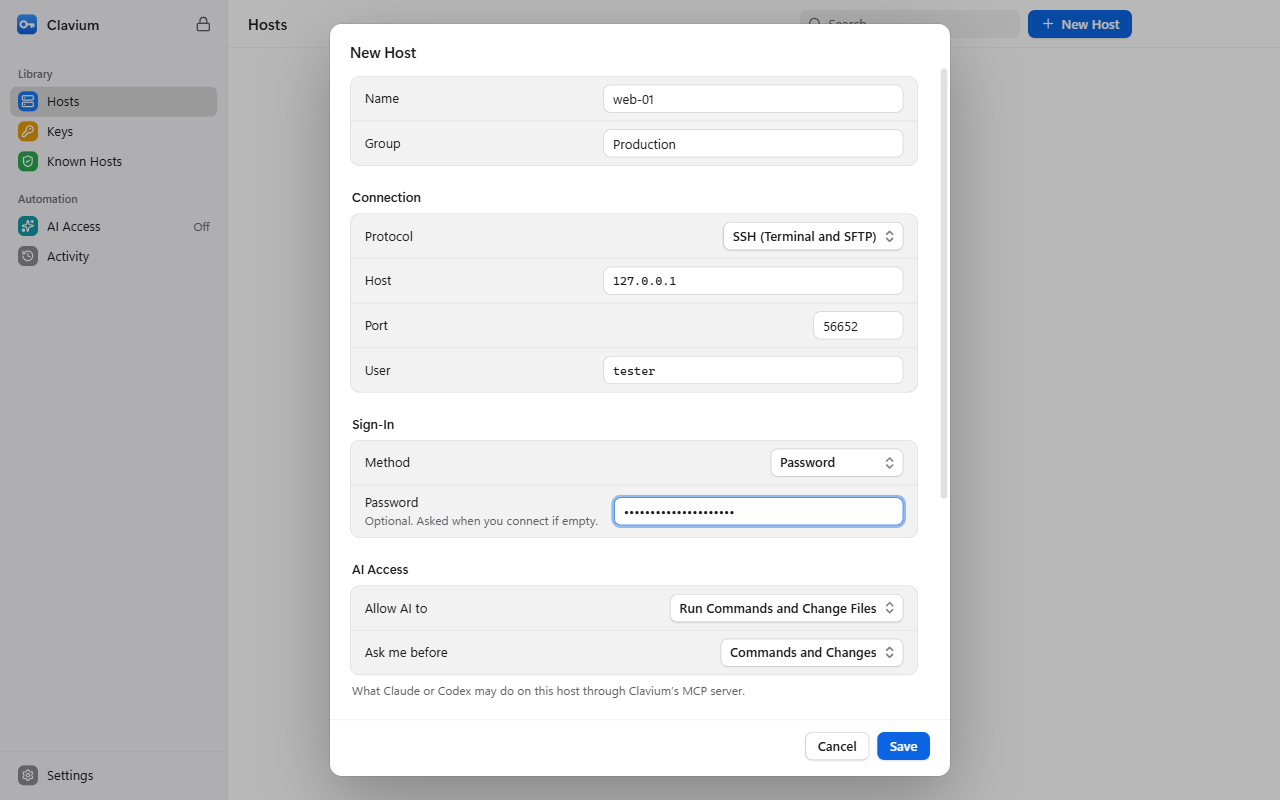 Clavium
Library
Hosts
Keys
Known Hosts
Automation
AI Access
Off
Activity
Settings
Hosts
Search
New Host
New Host
Name
web-01
Group
Production
Connection
Protocol
SSH (Terminal and SFTP)
Host
127.0.0.1
Port
56652
User
tester
Sign-In
Method
Password
Password
Optional. Asked when you connect if empty.
•••••••••••••••••••••
AI Access
Allow AI to
Run Commands and Change Files
Ask me before
Commands and Changes
What Claude or Codex may do on this host through Clavium's MCP server.
Cancel
Save